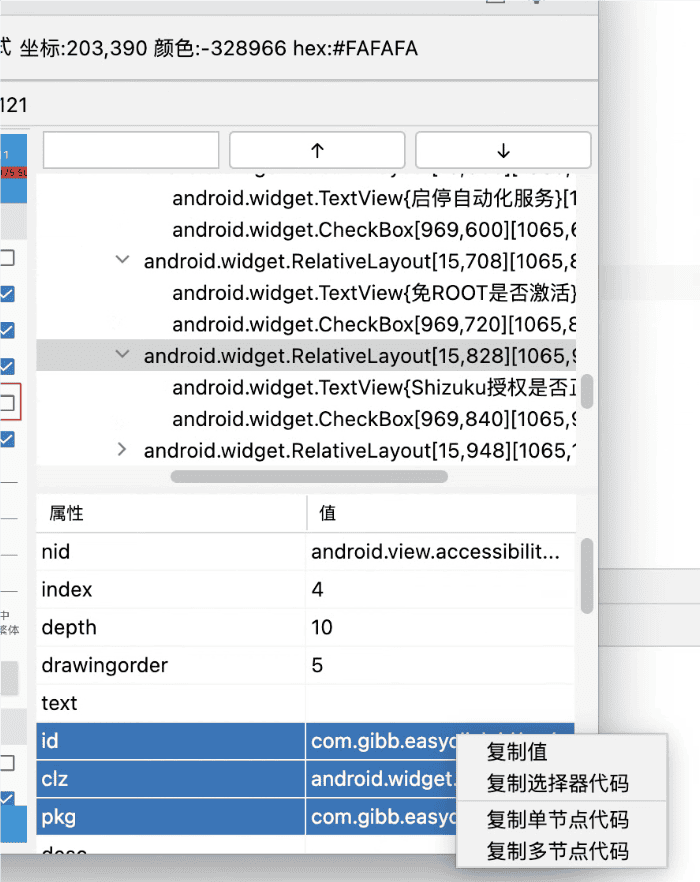 式 坐标:203,390 颜色:-328966 hex:#FAFAFA
121
↑ ↓
android.widget.TextView{启停自动化服务}[1
android.widget.CheckBox[969,600][1065,6
android.widget.RelativeLayout[15,708][1065,8
android.widget.TextView{免ROOT是否激活}
android.widget.CheckBox[969,720][1065,8
android.widget.RelativeLayout[15,828][1065,9
android.widget.TextView{Shizuku授权是否正
android.widget.CheckBox[969,840][1065,9
android.widget.RelativeLayout[15,948][1065,1
属性 值
nid android.view.accessibilit...
index 4
depth 10
drawingorder 5
text
中
繁体
id com.gibb.easyc
clz android.widget.
pkg com.gibb.easyc
desc
复制值
复制选择器代码
复制单节点代码
复制多节点代码